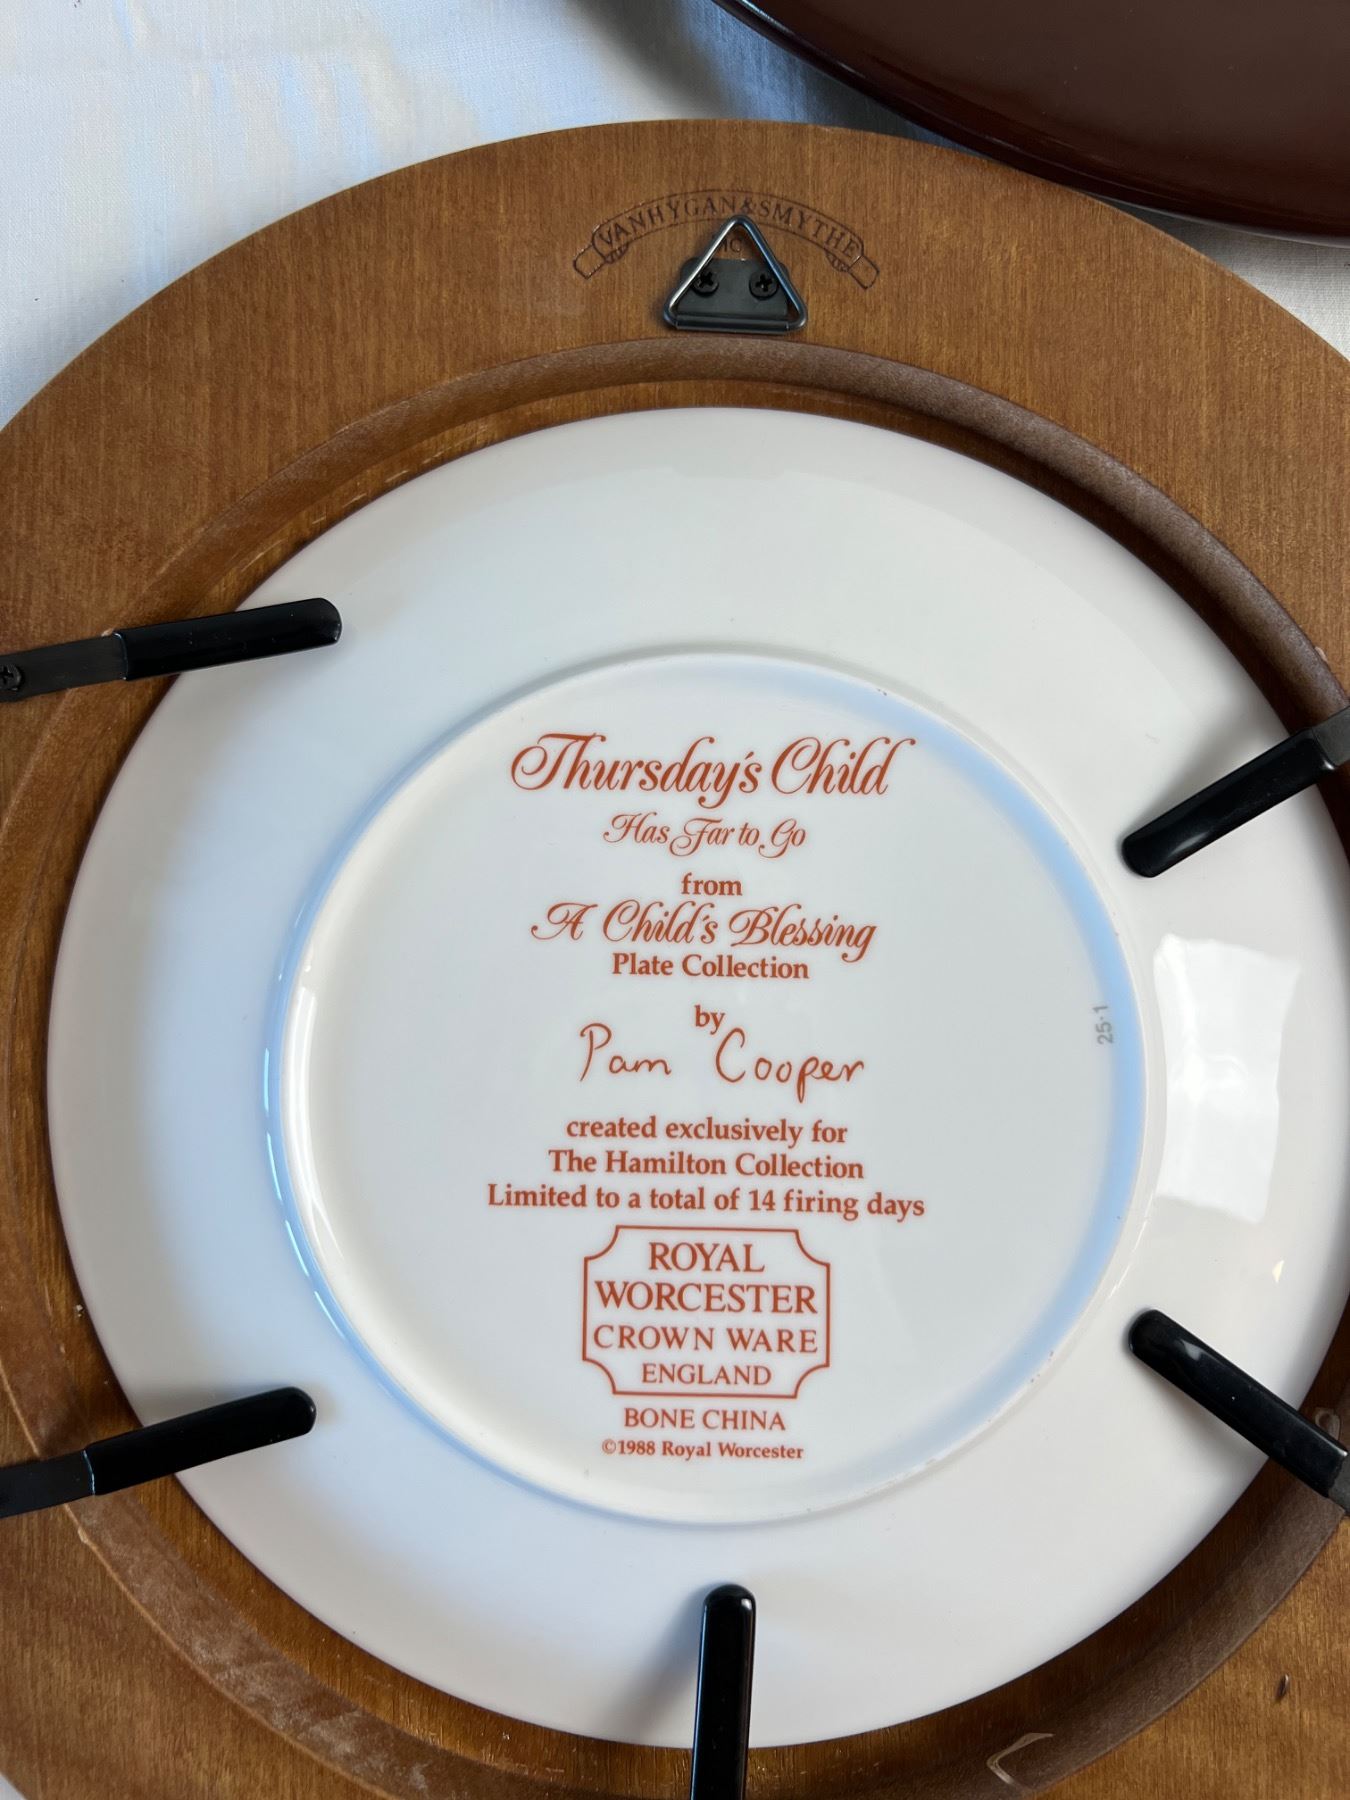 VANHYGAN & SMYTHE
Thursday's Child
Has Far to Go
from
A Child's Blessing
Plate Collection
by
Pam Cooper
created exclusively for
The Hamilton Collection
Limited to a total of 14 firing days
25·1
ROYAL
WORCESTER
CROWN WARE
ENGLAND
BONE CHINA
©1988 Royal Worcester